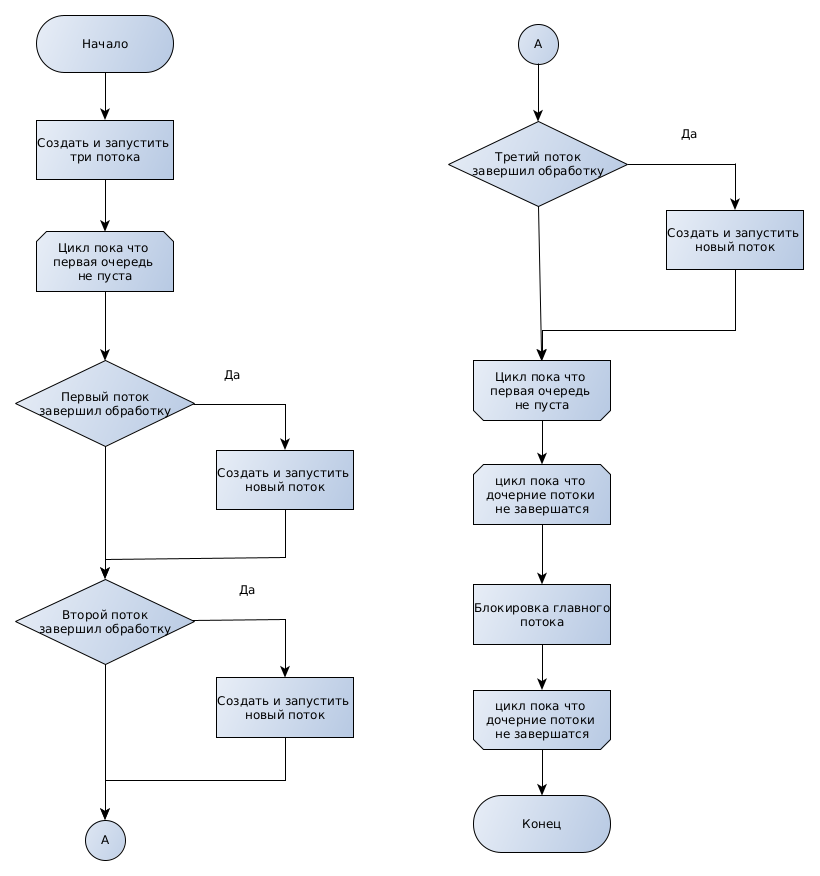 Начало
Создать и запустить
три потока
Цикл пока что
первая очередь
не пуста
Первый поток
завершил обработку
Да
Создать и запустить
новый поток
Второй поток
завершил обработку
Да
Создать и запустить
новый поток
А
А
Третий поток
завершил обработку
Да
Создать и запустить
новый поток
Цикл пока что
первая очередь
не пуста
цикл пока что
дочерние потоки
не завершатся
Блокировка главного
потока
цикл пока что
дочерние потоки
не завершатся
Конец